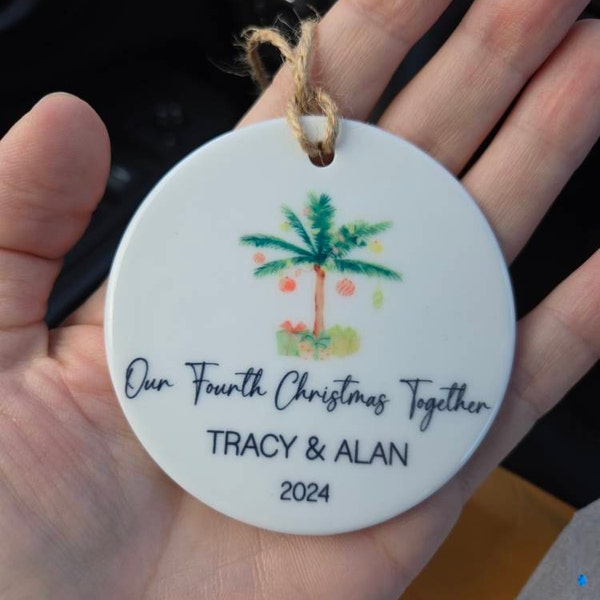 Our Fourth Christmas Together
TRACY & ALAN
2024